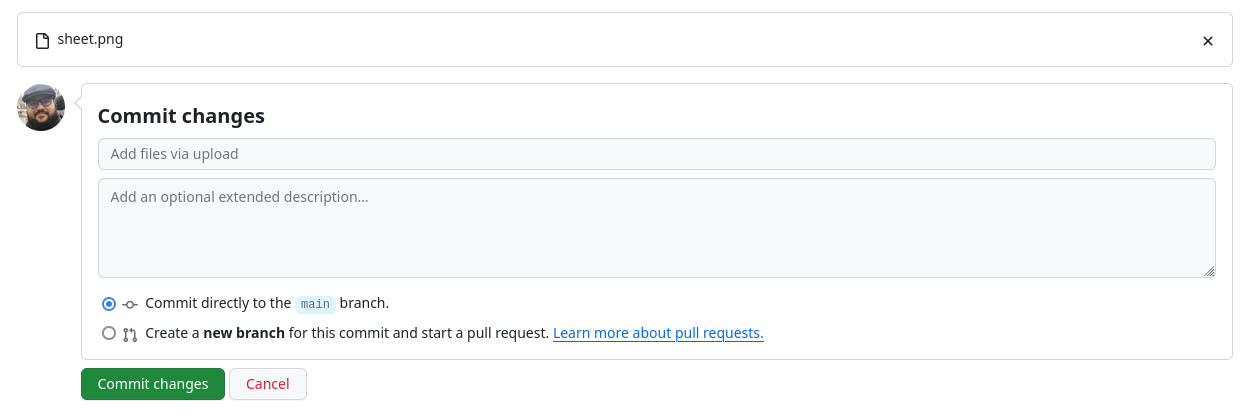 sheet.png
Commit changes
Add files via upload
Add an optional extended description...
Commit directly to the main branch.
Create a new branch for this commit and start a pull request. Learn more about pull requests.
Commit changes Cancel